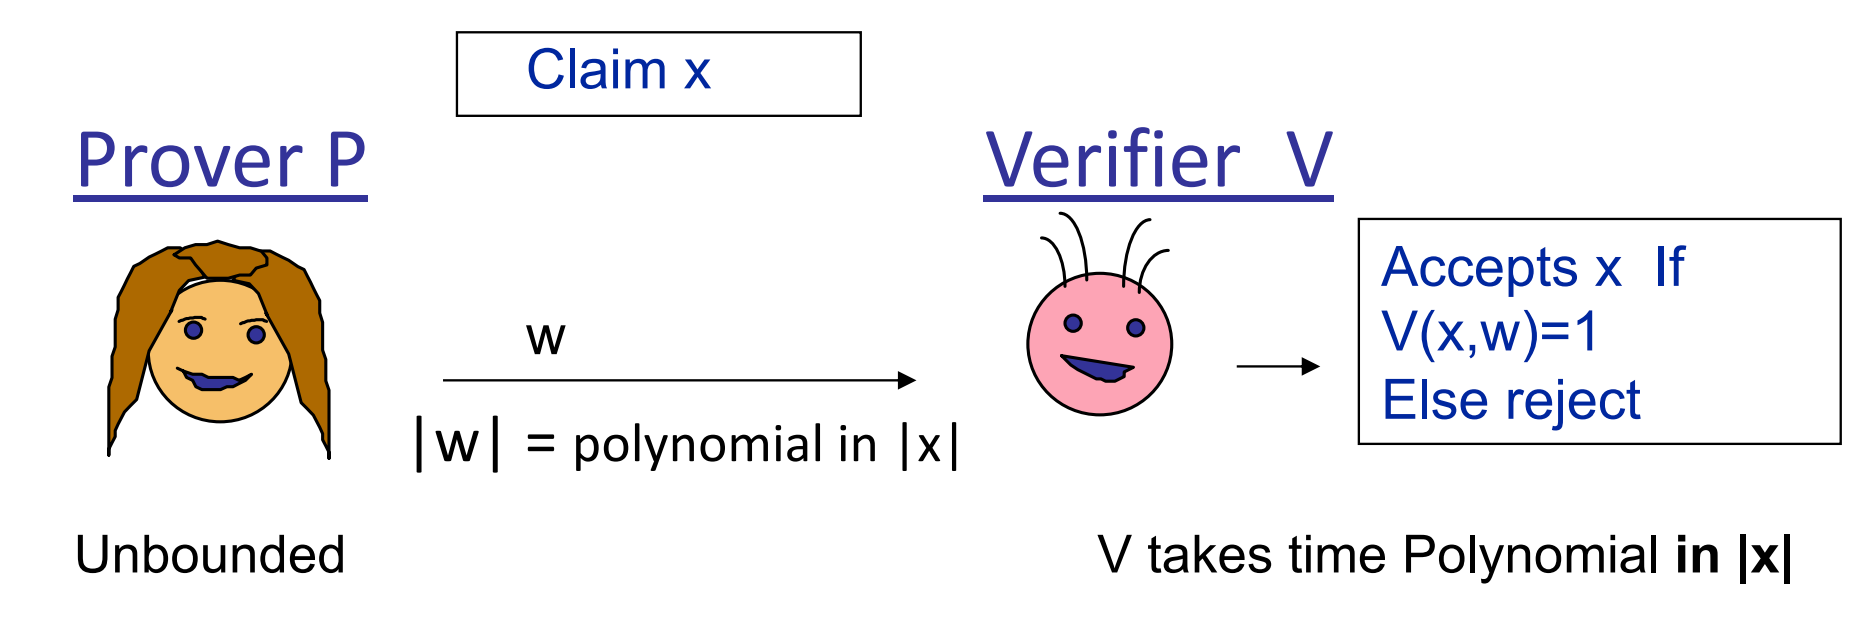 Claim x
Prover P
Verifier V
Accepts x If
V(x,w)=1
Else reject
w
|w| = polynomial in |x|
Unbounded
V takes time Polynomial in |x|